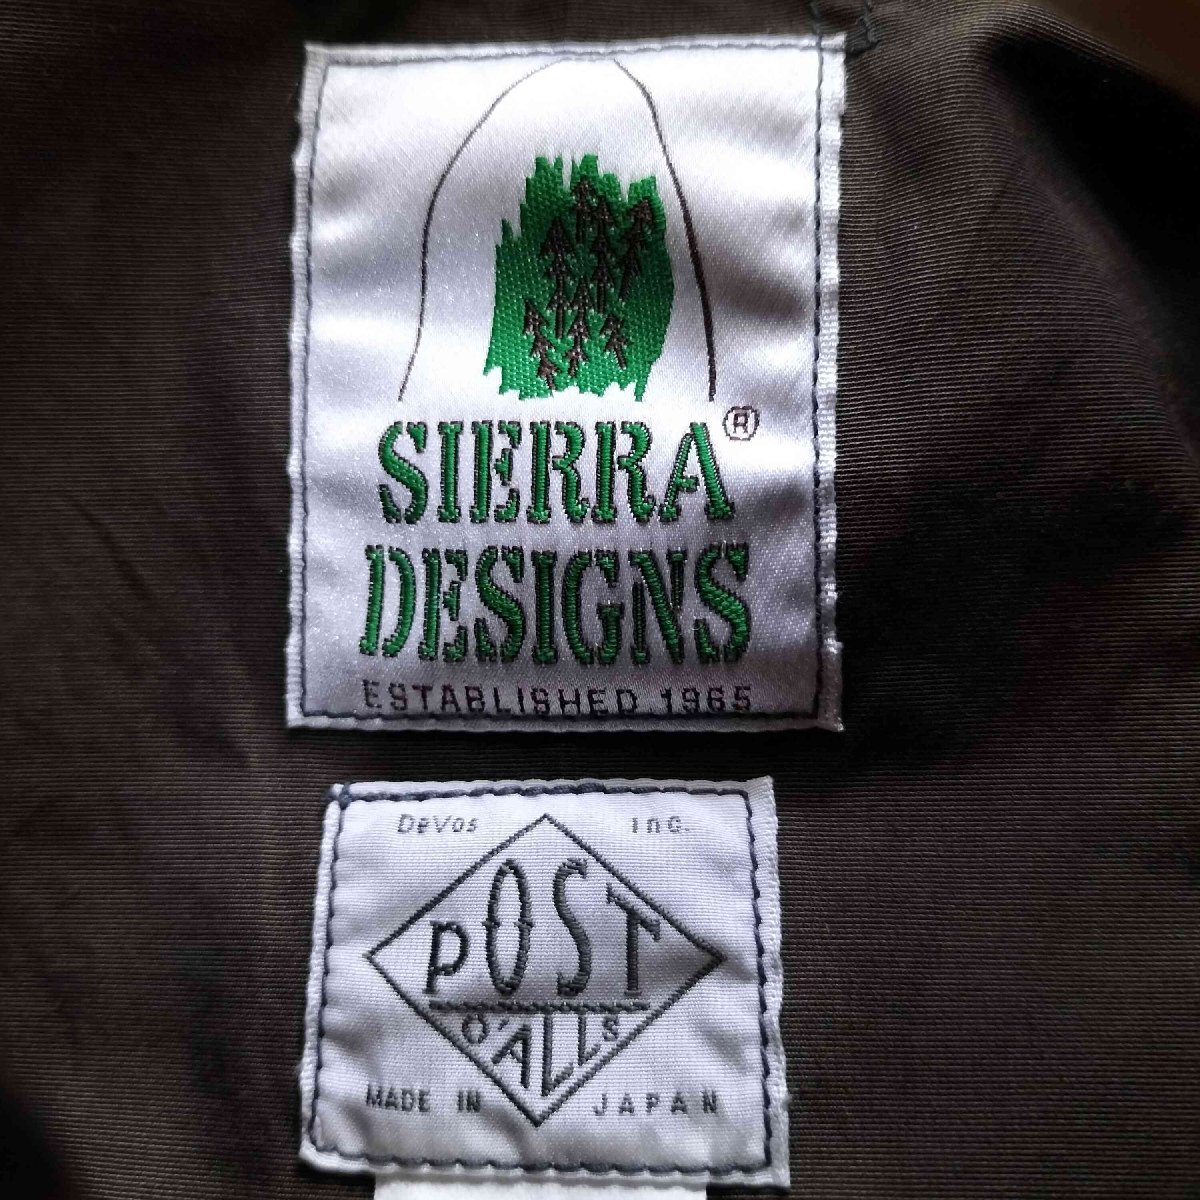 SIERRA®
DESIGNS
ESTABLISHED 1965
DeVos Inc.
POST
O'ALLS
MADE IN JAPAN